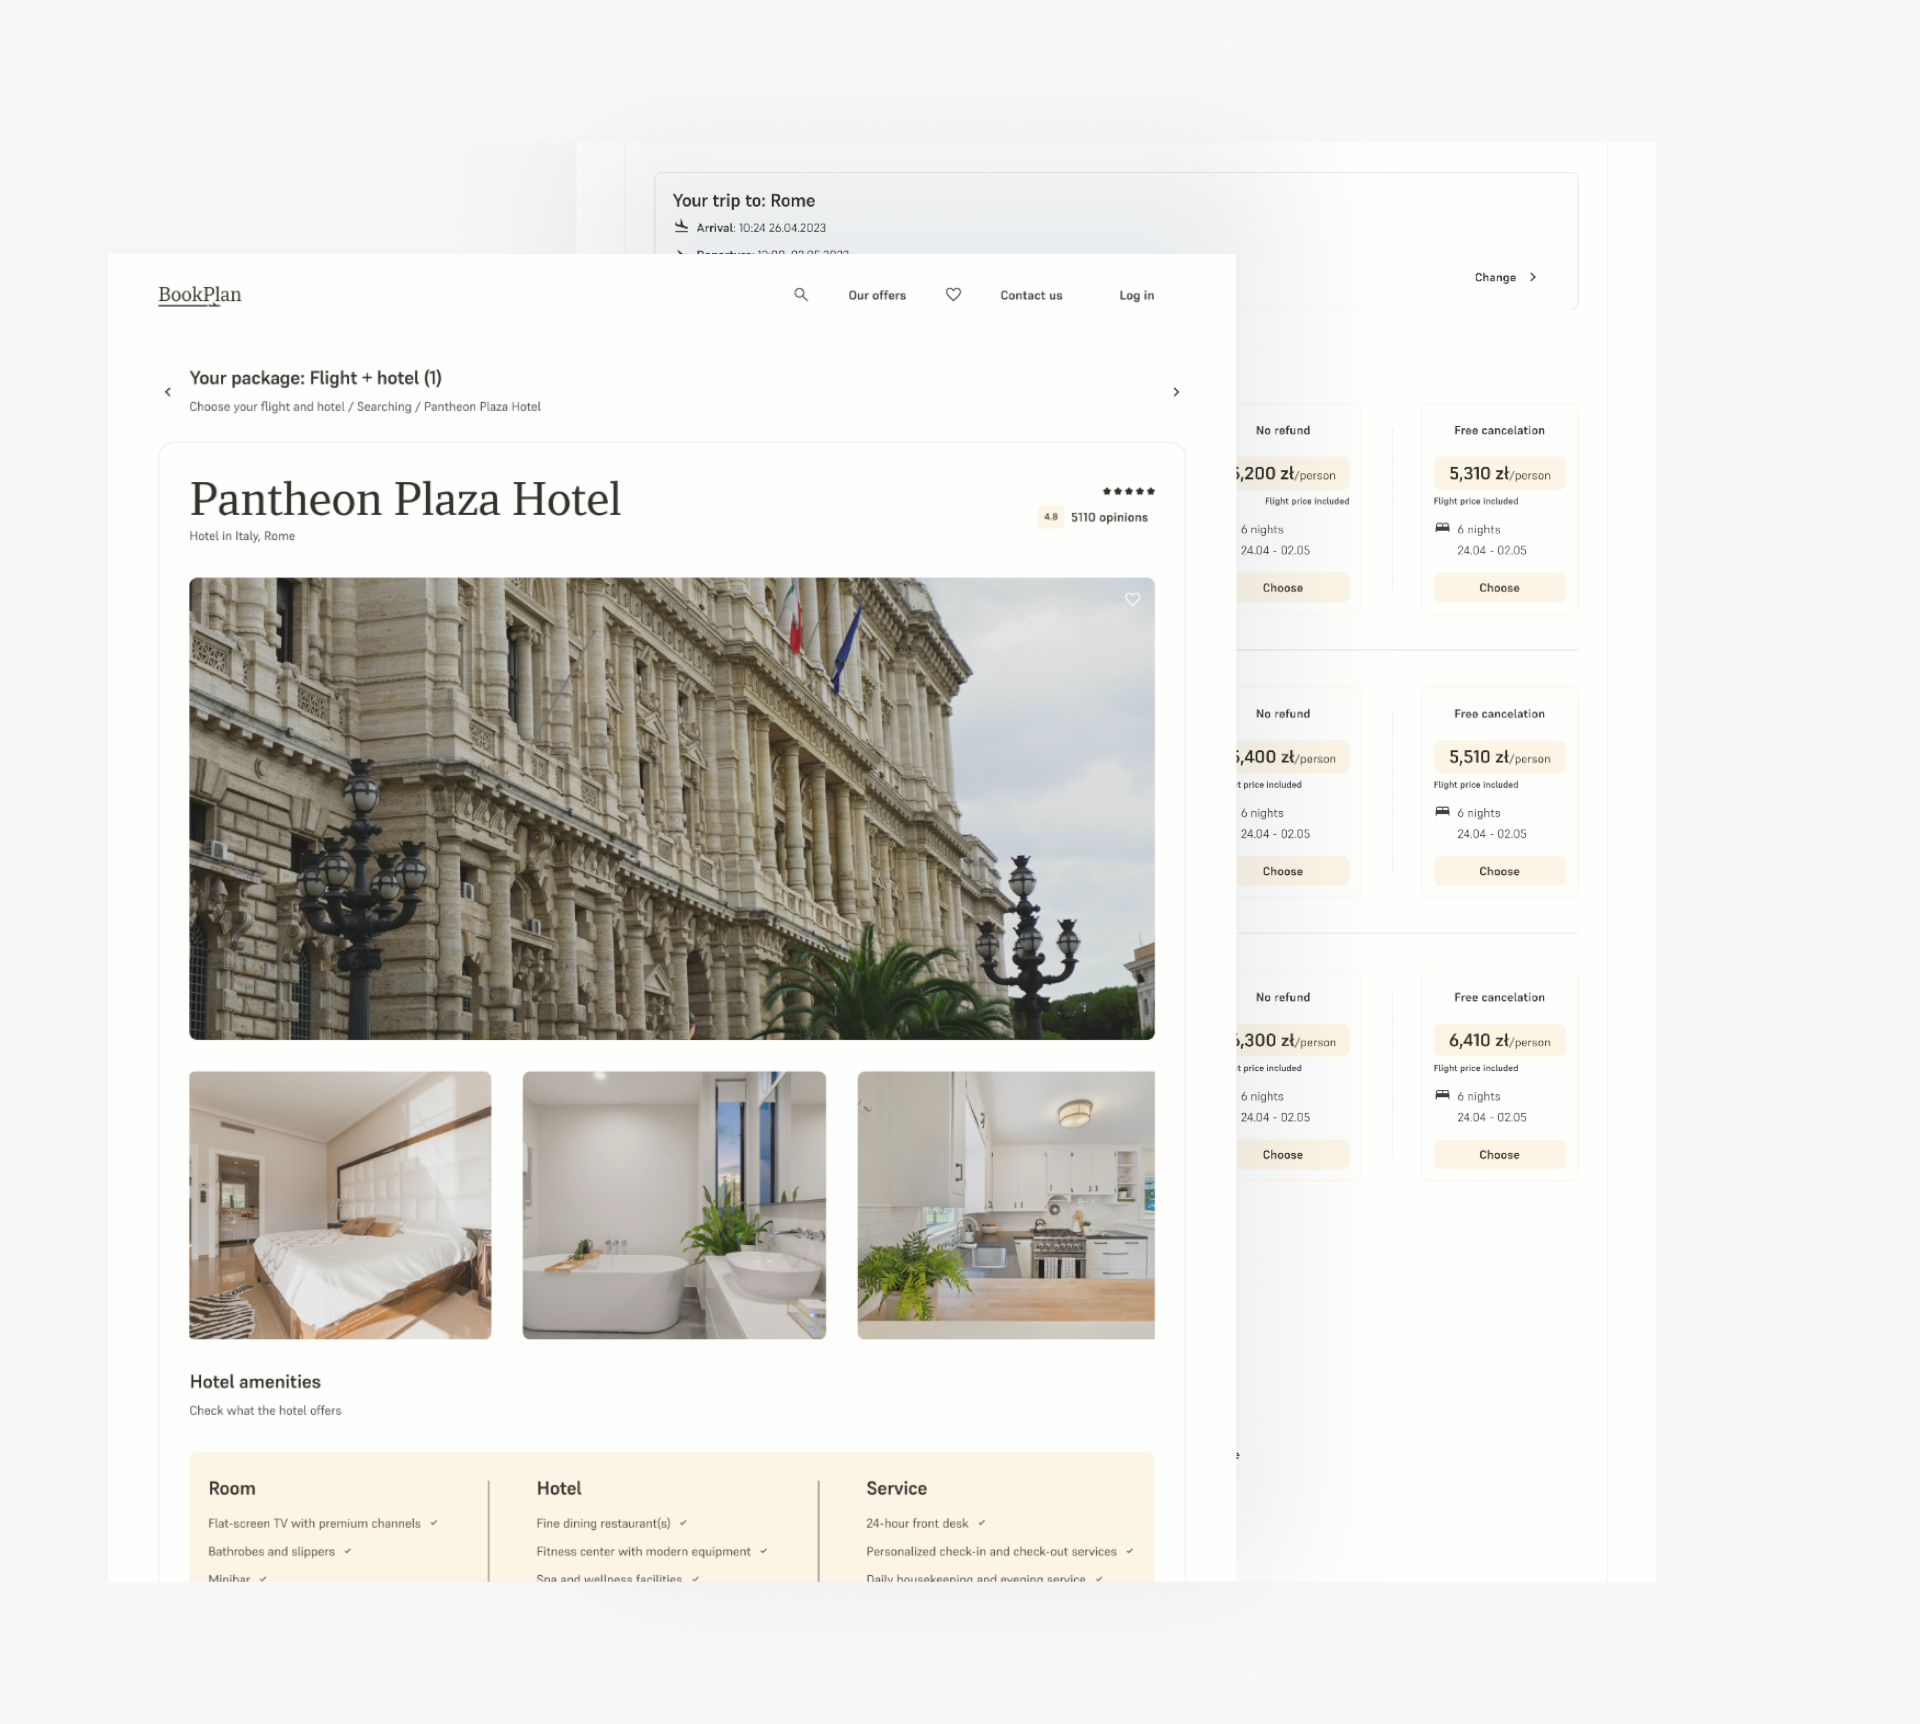 Your trip to: Rome
Arrival: 10:24 26.04.2023
Change
BookPlan
Our offers
Contact us
Log in
Your package: Flight + hotel (1)
Choose your flight and hotel / Searching / Pantheon Plaza Hotel
Pantheon Plaza Hotel
Hotel in Italy, Rome
4.8 5110 opinions
Hotel amenities
Check what the hotel offers
Room
Flat-screen TV with premium channels
Bathrobes and slippers
Minibar
Hotel
Fine dining restaurant(s)
Fitness center with modern equipment
Spa and wellness facilities
Service
24-hour front desk
Personalized check-in and check-out services
Daily housekeeping and evening service
No refund
,200 zł/person
Flight price included
6 nights
24.04 - 02.05
Choose
Free cancelation
5,310 zł/person
Flight price included
6 nights
24.04 - 02.05
Choose
No refund
,400 zł/person
price included
6 nights
24.04 - 02.05
Choose
Free cancelation
5,510 zł/person
Flight price included
6 nights
24.04 - 02.05
Choose
No refund
,300 zł/person
price included
6 nights
24.04 - 02.05
Choose
Free cancelation
6,410 zł/person
Flight price included
6 nights
24.04 - 02.05
Choose